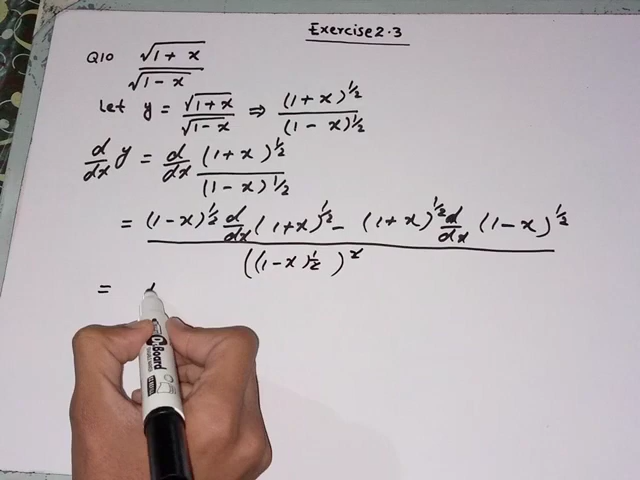 Exercise 2.3
Q10 √(1 + x) / √(1 - x)
Let y = √(1+x) / √(1-x) ⇒ (1+x)^½ / (1-x)^½
d/dx y = d/dx (1+x)^½ / (1-x)^½
= (1-x)^½ d/dx (1+x)^½ - (1+x)^½ d/dx (1-x)^½ / ((1-x)^½)^2
=
Board